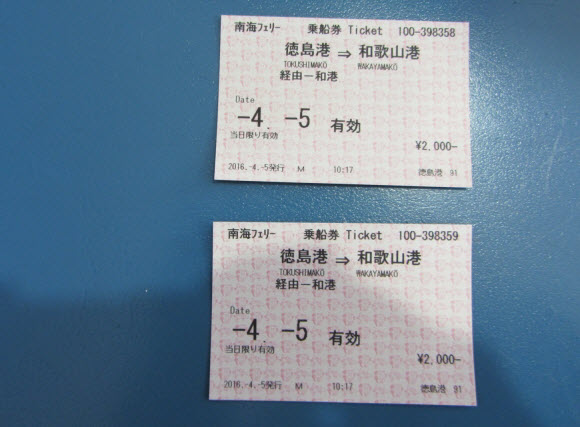 南海フェリー 乗船券 Ticket 100-398358
徳島港 ⇒ 和歌山港
TOKUSHIMAKŌ WAKAYAMAKŌ
経由一和港
Date
-4. -5 有効
当日限り有効
¥2,000-
2016.-4.-5発行 M 10:17 徳島港 91
南海フェリー 乗船券 Ticket 100-398359
徳島港 ⇒ 和歌山港
TOKUSHIMAKŌ WAKAYAMAKŌ
経由一和港
Date
-4. -5 有効
当日限り有効
¥2,000-
2016.-4.-5発行 M 10:17 徳島港 91